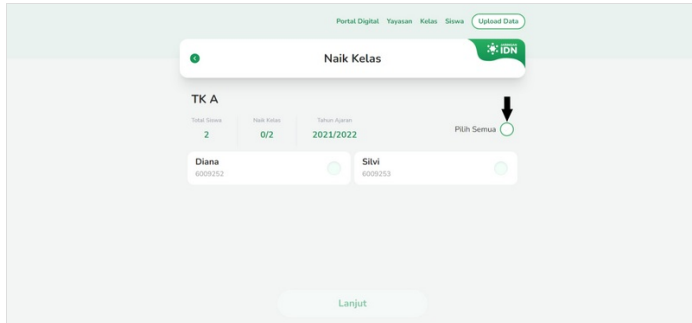 Portal Digital Yayasan Kelas Siswa Upload Data
Naik Kelas
IDN
TK A
Total Siswa Naik Kelas Tahun Ajaran
2 0/2 2021/2022
Pilih Semua
Diana Silvi
6009252 6009253
Lanjut